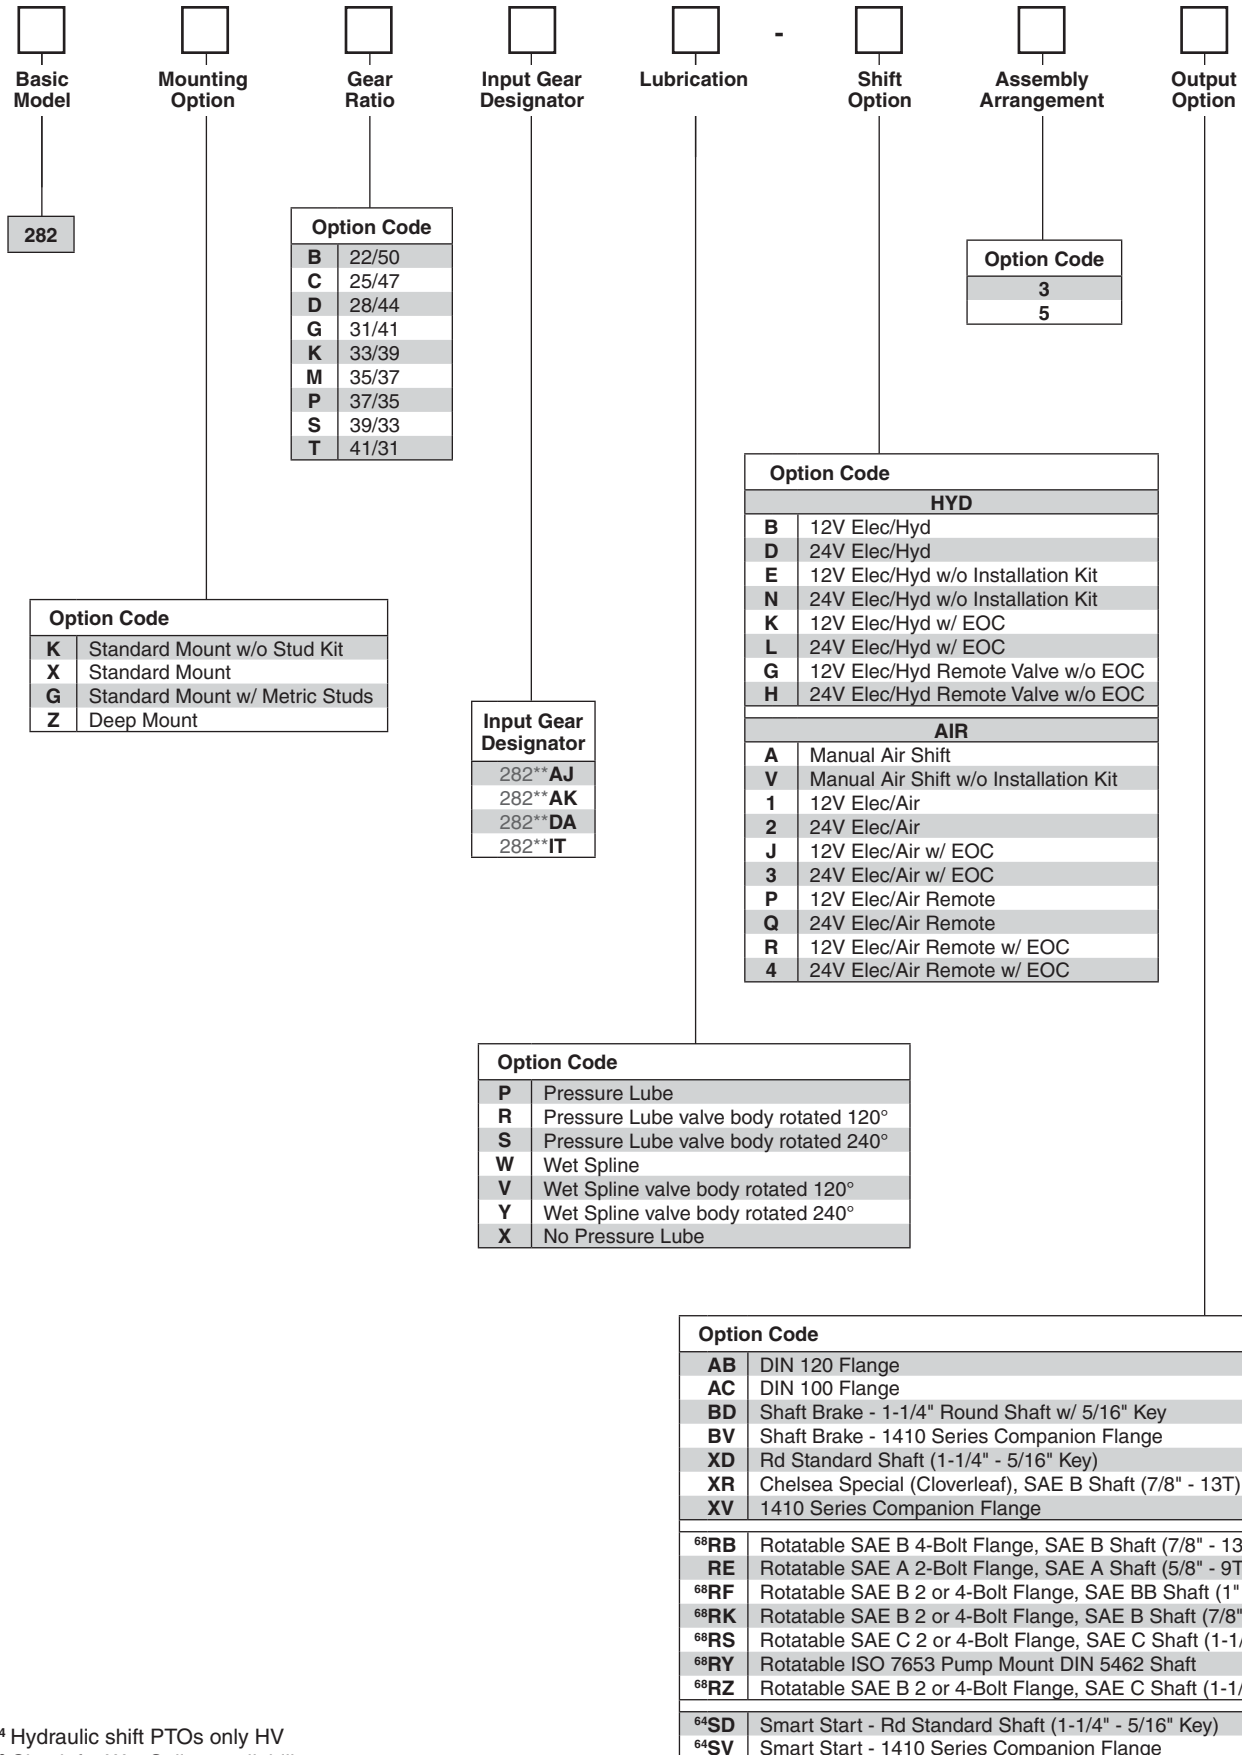 -
Basic Model
Mounting Option
Gear Ratio
Input Gear Designator
Lubrication
Shift Option
Assembly Arrangement
Output Option
282
Option Code
B 22/50
C 25/47
D 28/44
G 31/41
K 33/39
M 35/37
P 37/35
S 39/33
T 41/31
Option Code
3
5
Option Code
HYD
B 12V Elec/Hyd
D 24V Elec/Hyd
E 12V Elec/Hyd w/o Installation Kit
N 24V Elec/Hyd w/o Installation Kit
K 12V Elec/Hyd w/ EOC
L 24V Elec/Hyd w/ EOC
G 12V Elec/Hyd Remote Valve w/o EOC
H 24V Elec/Hyd Remote Valve w/o EOC
AIR
A Manual Air Shift
V Manual Air Shift w/o Installation Kit
1 12V Elec/Air
2 24V Elec/Air
J 12V Elec/Air w/ EOC
3 24V Elec/Air w/ EOC
P 12V Elec/Air Remote
Q 24V Elec/Air Remote
R 12V Elec/Air Remote w/ EOC
4 24V Elec/Air Remote w/ EOC
Option Code
K Standard Mount w/o Stud Kit
X Standard Mount
G Standard Mount w/ Metric Studs
Z Deep Mount
Input Gear
Designator
282**AJ
282**AK
282**DA
282**IT
Option Code
P Pressure Lube
R Pressure Lube valve body rotated 120°
S Pressure Lube valve body rotated 240°
W Wet Spline
V Wet Spline valve body rotated 120°
Y Wet Spline valve body rotated 240°
X No Pressure Lube
Option Code
AB DIN 120 Flange
AC DIN 100 Flange
BD Shaft Brake - 1-1/4" Round Shaft w/ 5/16" Key
BV Shaft Brake - 1410 Series Companion Flange
XD Rd Standard Shaft (1-1/4" - 5/16" Key)
XR Chelsea Special (Cloverleaf), SAE B Shaft (7/8" - 13T)
XV 1410 Series Companion Flange
68RB Rotatable SAE B 4-Bolt Flange, SAE B Shaft (7/8" - 13
RE Rotatable SAE A 2-Bolt Flange, SAE A Shaft (5/8" - 9T
68RF Rotatable SAE B 2 or 4-Bolt Flange, SAE BB Shaft (1"
68RK Rotatable SAE B 2 or 4-Bolt Flange, SAE B Shaft (7/8"
68RS Rotatable SAE C 2 or 4-Bolt Flange, SAE C Shaft (1-1/
68RY Rotatable ISO 7653 Pump Mount DIN 5462 Shaft
68RZ Rotatable SAE B 2 or 4-Bolt Flange, SAE C Shaft (1-1/
64SD Smart Start - Rd Standard Shaft (1-1/4" - 5/16" Key)
64SV Smart Start - 1410 Series Companion Flange
4 Hydraulic shift PTOs only HV